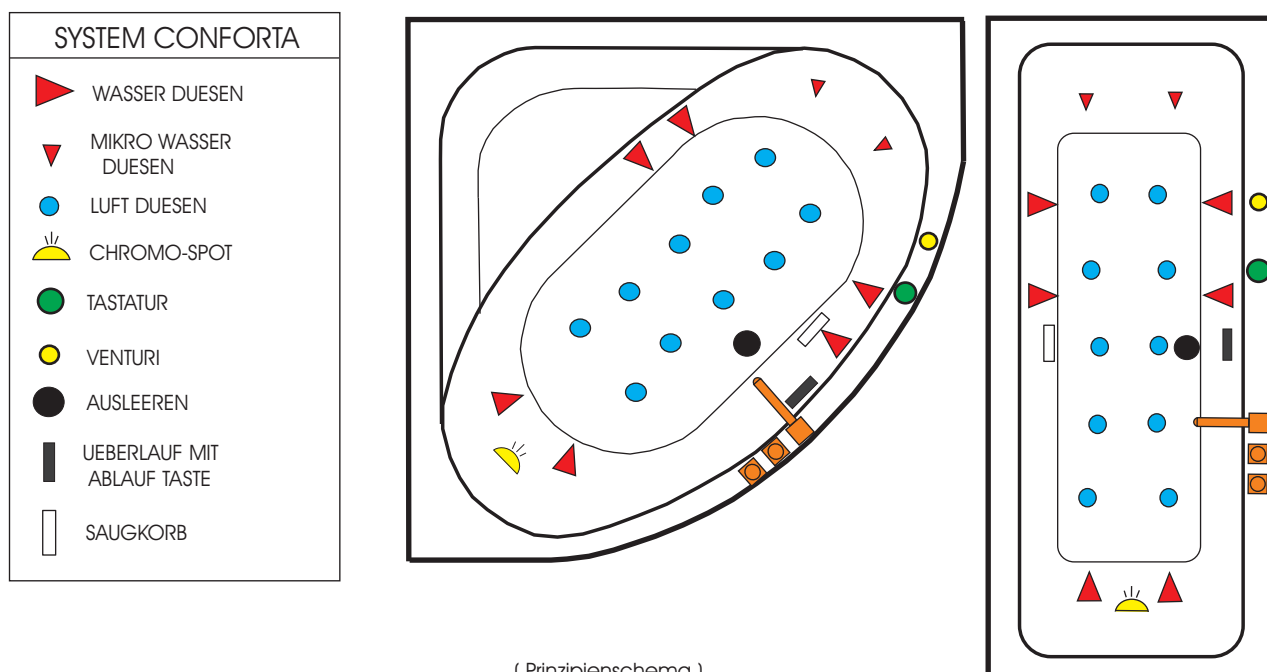 SYSTEM CONFORTA
WASSER DUESEN
MIKRO WASSER
DUESEN
LUFT DUESEN
CHROMO-SPOT
TASTATUR
VENTURI
AUSLEEREN
UEBERLAUF MIT
ABLAUF TASTE
SAUGKORB
( Prinzipienschema )